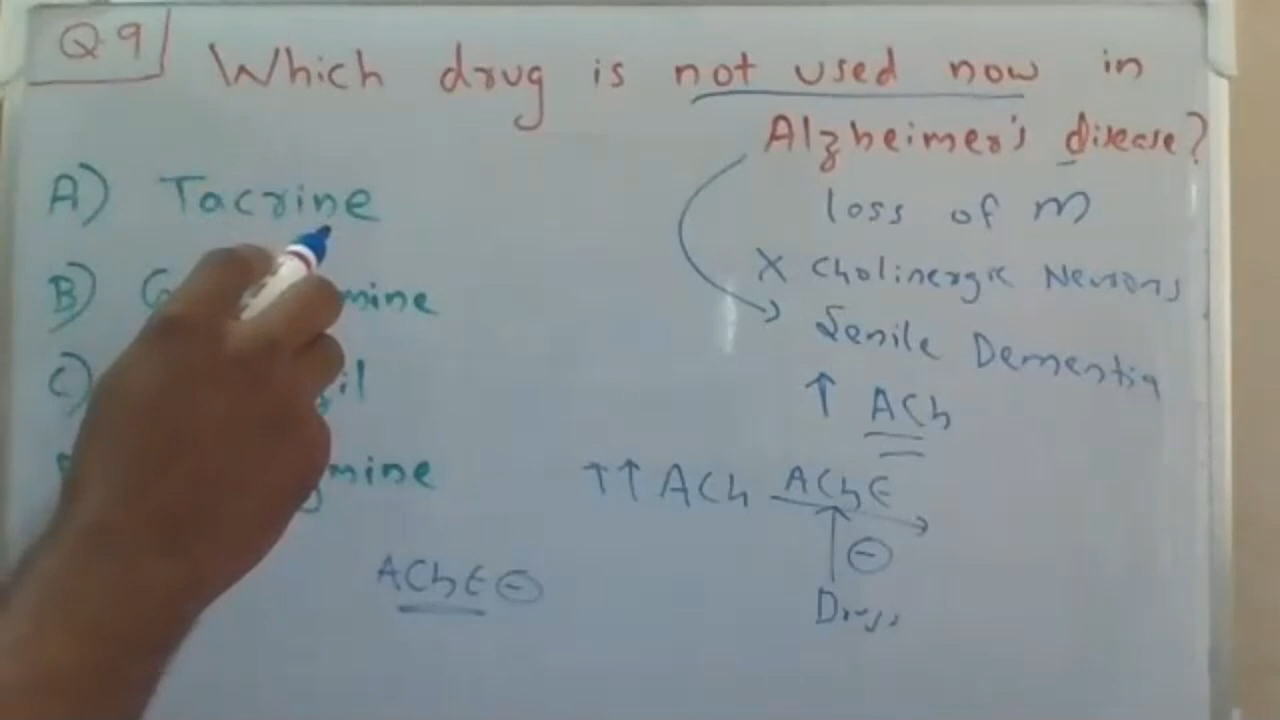 Q9 Which drug is not used now in
Alzheimer's disease?
A) Tacrine
loss of m
X Cholinergic Neurons
B) mine
Senile Dementia
C) il
↑ ACh
mine
↑↑ ACh AChE
AChE ⊖
⊖
Drugs